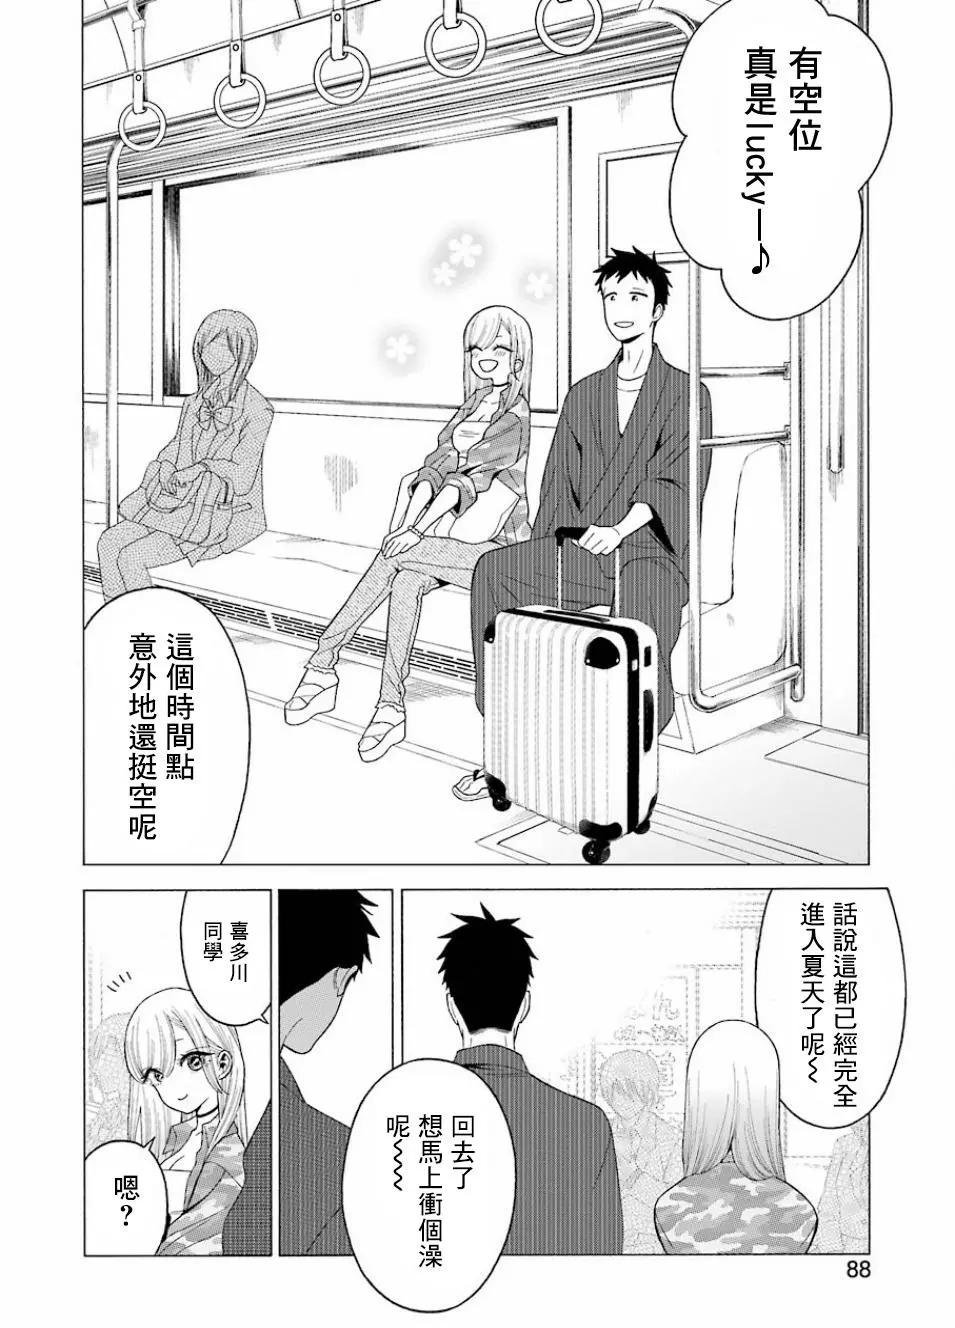 有空位
真是lucky—♪
這個時間點
意外地還挺空呢
話說這都已經完全
進入夏天了呢～
回去了
想馬上衝個澡
呢～～
喜多川
同學
嗯?
88